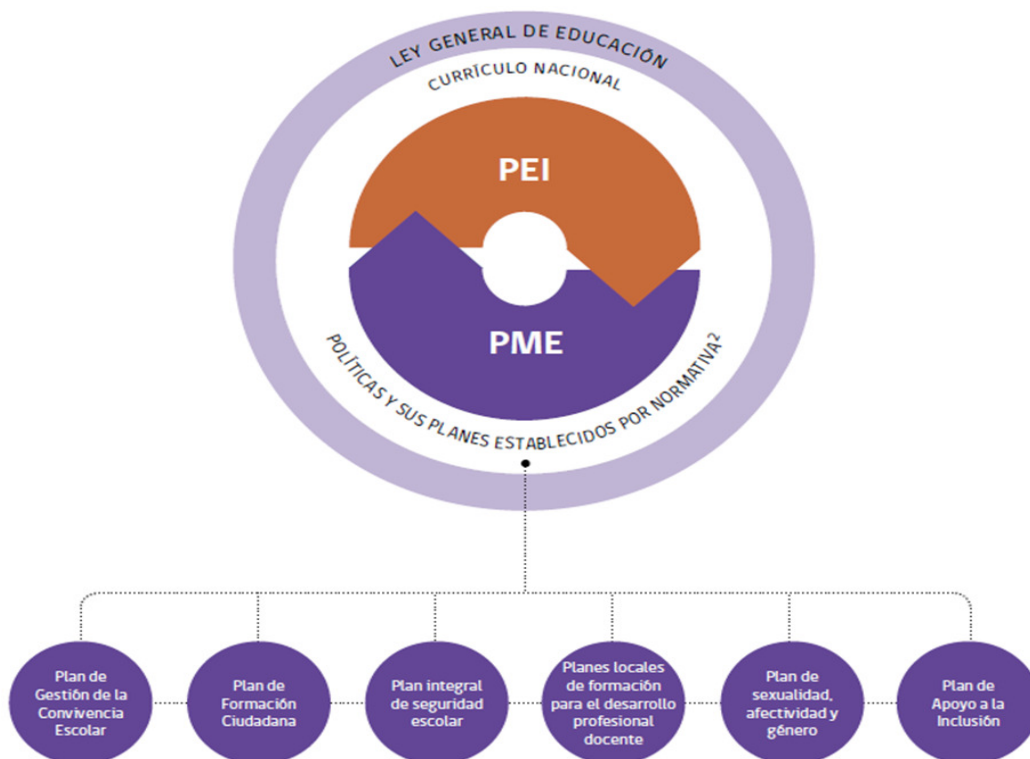 LEY GENERAL DE EDUCACIÓN
CURRÍCULO NACIONAL
PEI
PME
POLÍTICAS Y SUS PLANES ESTABLECIDOS POR NORMATIVA²
Plan de
Gestión de la
Convivencia
Escolar
Plan de
Formación
Ciudadana
Plan integral
de seguridad
escolar
Planes locales
de formación
para el desarrollo
profesional
docente
Plan de
sexualidad,
afectividad y
género
Plan de
Apoyo a la
Inclusión